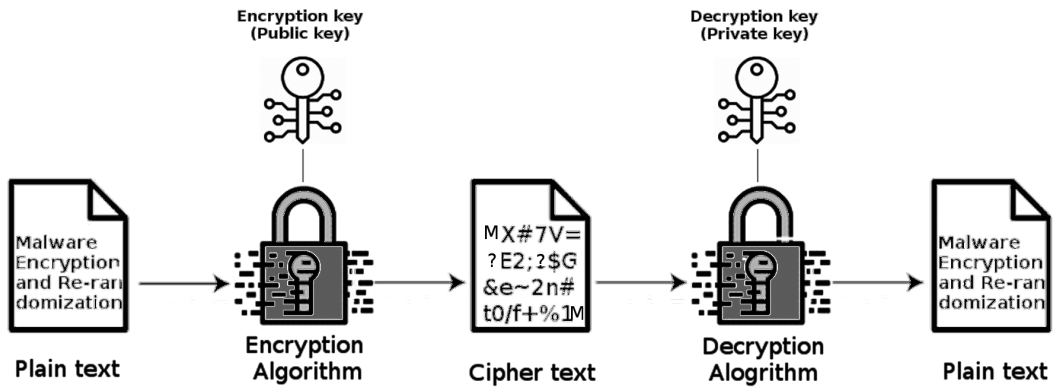 Encryption key
(Public key)
Decryption key
(Private key)
Malware
Encryption
and Re-ran
domization
MX#7V=
?E2;?$G
&e~2n#
t0/f+%1M
Malware
Encryption
and Re-ran
domization
Plain text
Encryption
Algorithm
Cipher text
Decryption
Alogrithm
Plain text